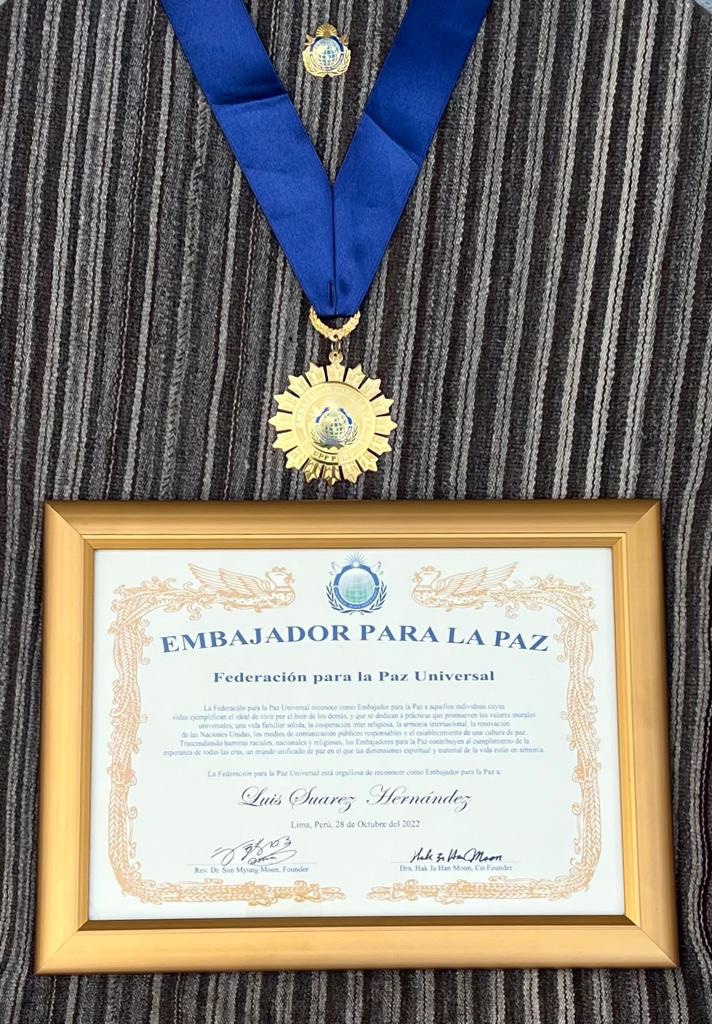 UPF P
EMBAJADOR PARA LA PAZ
Federación para la Paz Universal
La Federación para la Paz Universal reconoce como Embajador para la Paz a aquellos individuos cuyas
vidas ejemplifican el ideal de vivir por el bien de los demás, y que se dedican a prácticas que promueven los valores morales
universales, una vida familiar sólida, la cooperación inter religiosa, la armonía internacional, la renovación
de las Naciones Unidas, los medios de comunicación públicos responsables y el establecimiento de una cultura de paz.
Trascendiendo barreras raciales, nacionales y religiosas, los Embajadores para la Paz contribuyen al cumplimiento de la
esperanza de todas las eras, un mundo unificado de paz en el que las dimensiones espiritual y material de la vida están en armonía.
La Federación para la Paz Universal está orgullosa de reconocer como Embajador para la Paz a:
Luis Suarez Hernández
Lima, Perú, 28 de Octubre del 2022
Hak Ja Han Moon
Rev. Dr. Sun Myung Moon, Founder
Dra. Hak Ja Han Moon, Co-Founder